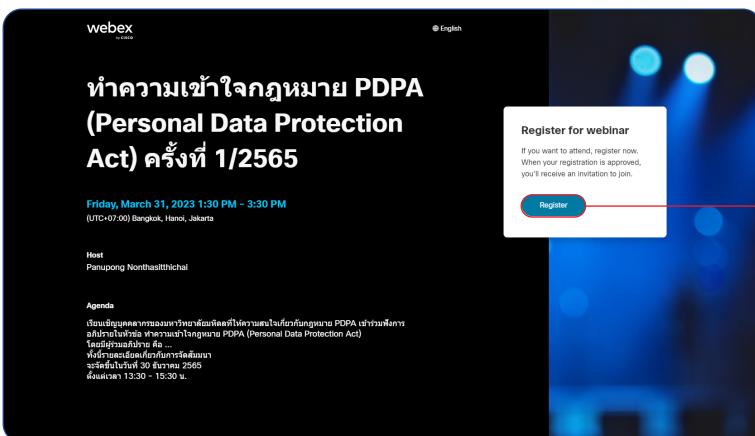 webex
by CISCO
English
ทำความเข้าใจกฎหมาย PDPA
(Personal Data Protection
Act) ครั้งที่ 1/2565
Friday, March 31, 2023 1:30 PM - 3:30 PM
(UTC+07:00) Bangkok, Hanoi, Jakarta
Host
Panupong Nonthasitthichai
Agenda
เรียนเชิญบุคคลากรของมหาวิทยาลัยมหิดลที่ให้ความสนใจเกี่ยวกับกฎหมาย PDPA เข้าร่วมฟังการ
อภิปรายในหัวข้อ ทำความเข้าใจกฎหมาย PDPA (Personal Data Protection Act)
โดยมีผู้ร่วมอภิปราย คือ ...
ทั้งนี้รายละเอียดเกี่ยวกับการจัดสัมมนา
จะจัดขึ้นในวันที่ 30 ธันวาคม 2565
ตั้งแต่เวลา 13:30 - 15:30 น.
Register for webinar
If you want to attend, register now.
When your registration is approved,
you'll receive an invitation to join.
Register